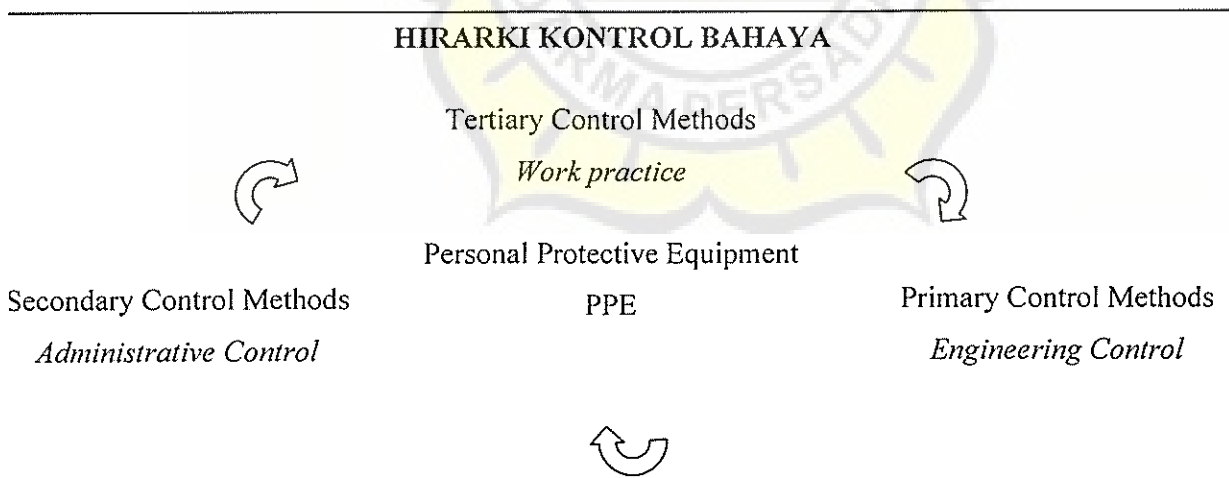 HIRARKI KONTROL BAHAYA
Tertiary Control Methods
Work practice
Personal Protective Equipment
PPE
Secondary Control Methods
Administrative Control
Primary Control Methods
Engineering Control